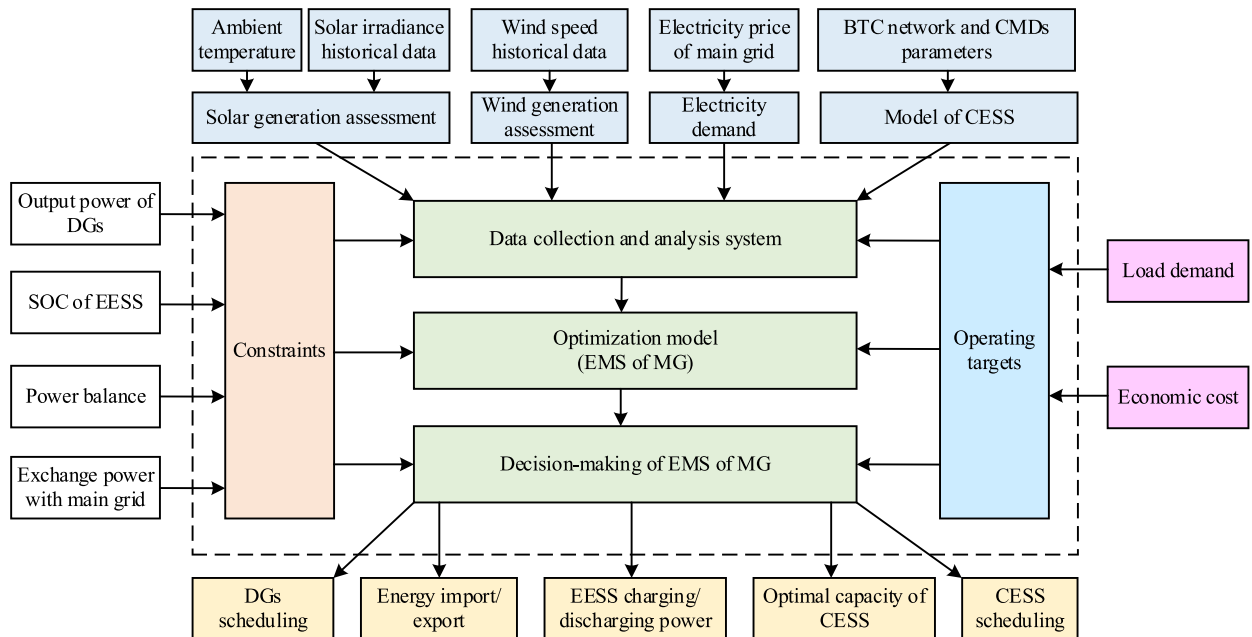 Ambient
temperature
Solar irradiance
historical data
Wind speed
historical data
Electricity price
of main grid
BTC network and CMDs
parameters
Solar generation assessment
Wind generation
assessment
Electricity
demand
Model of CESS
Output power of
DGs
SOC of EESS
Power balance
Exchange power
with main grid
Constraints
Data collection and analysis system
Optimization model
(EMS of MG)
Decision-making of EMS of MG
Operating
targets
Load demand
Economic cost
DGs
scheduling
Energy import/
export
EESS charging/
discharging power
Optimal capacity of
CESS
CESS
scheduling